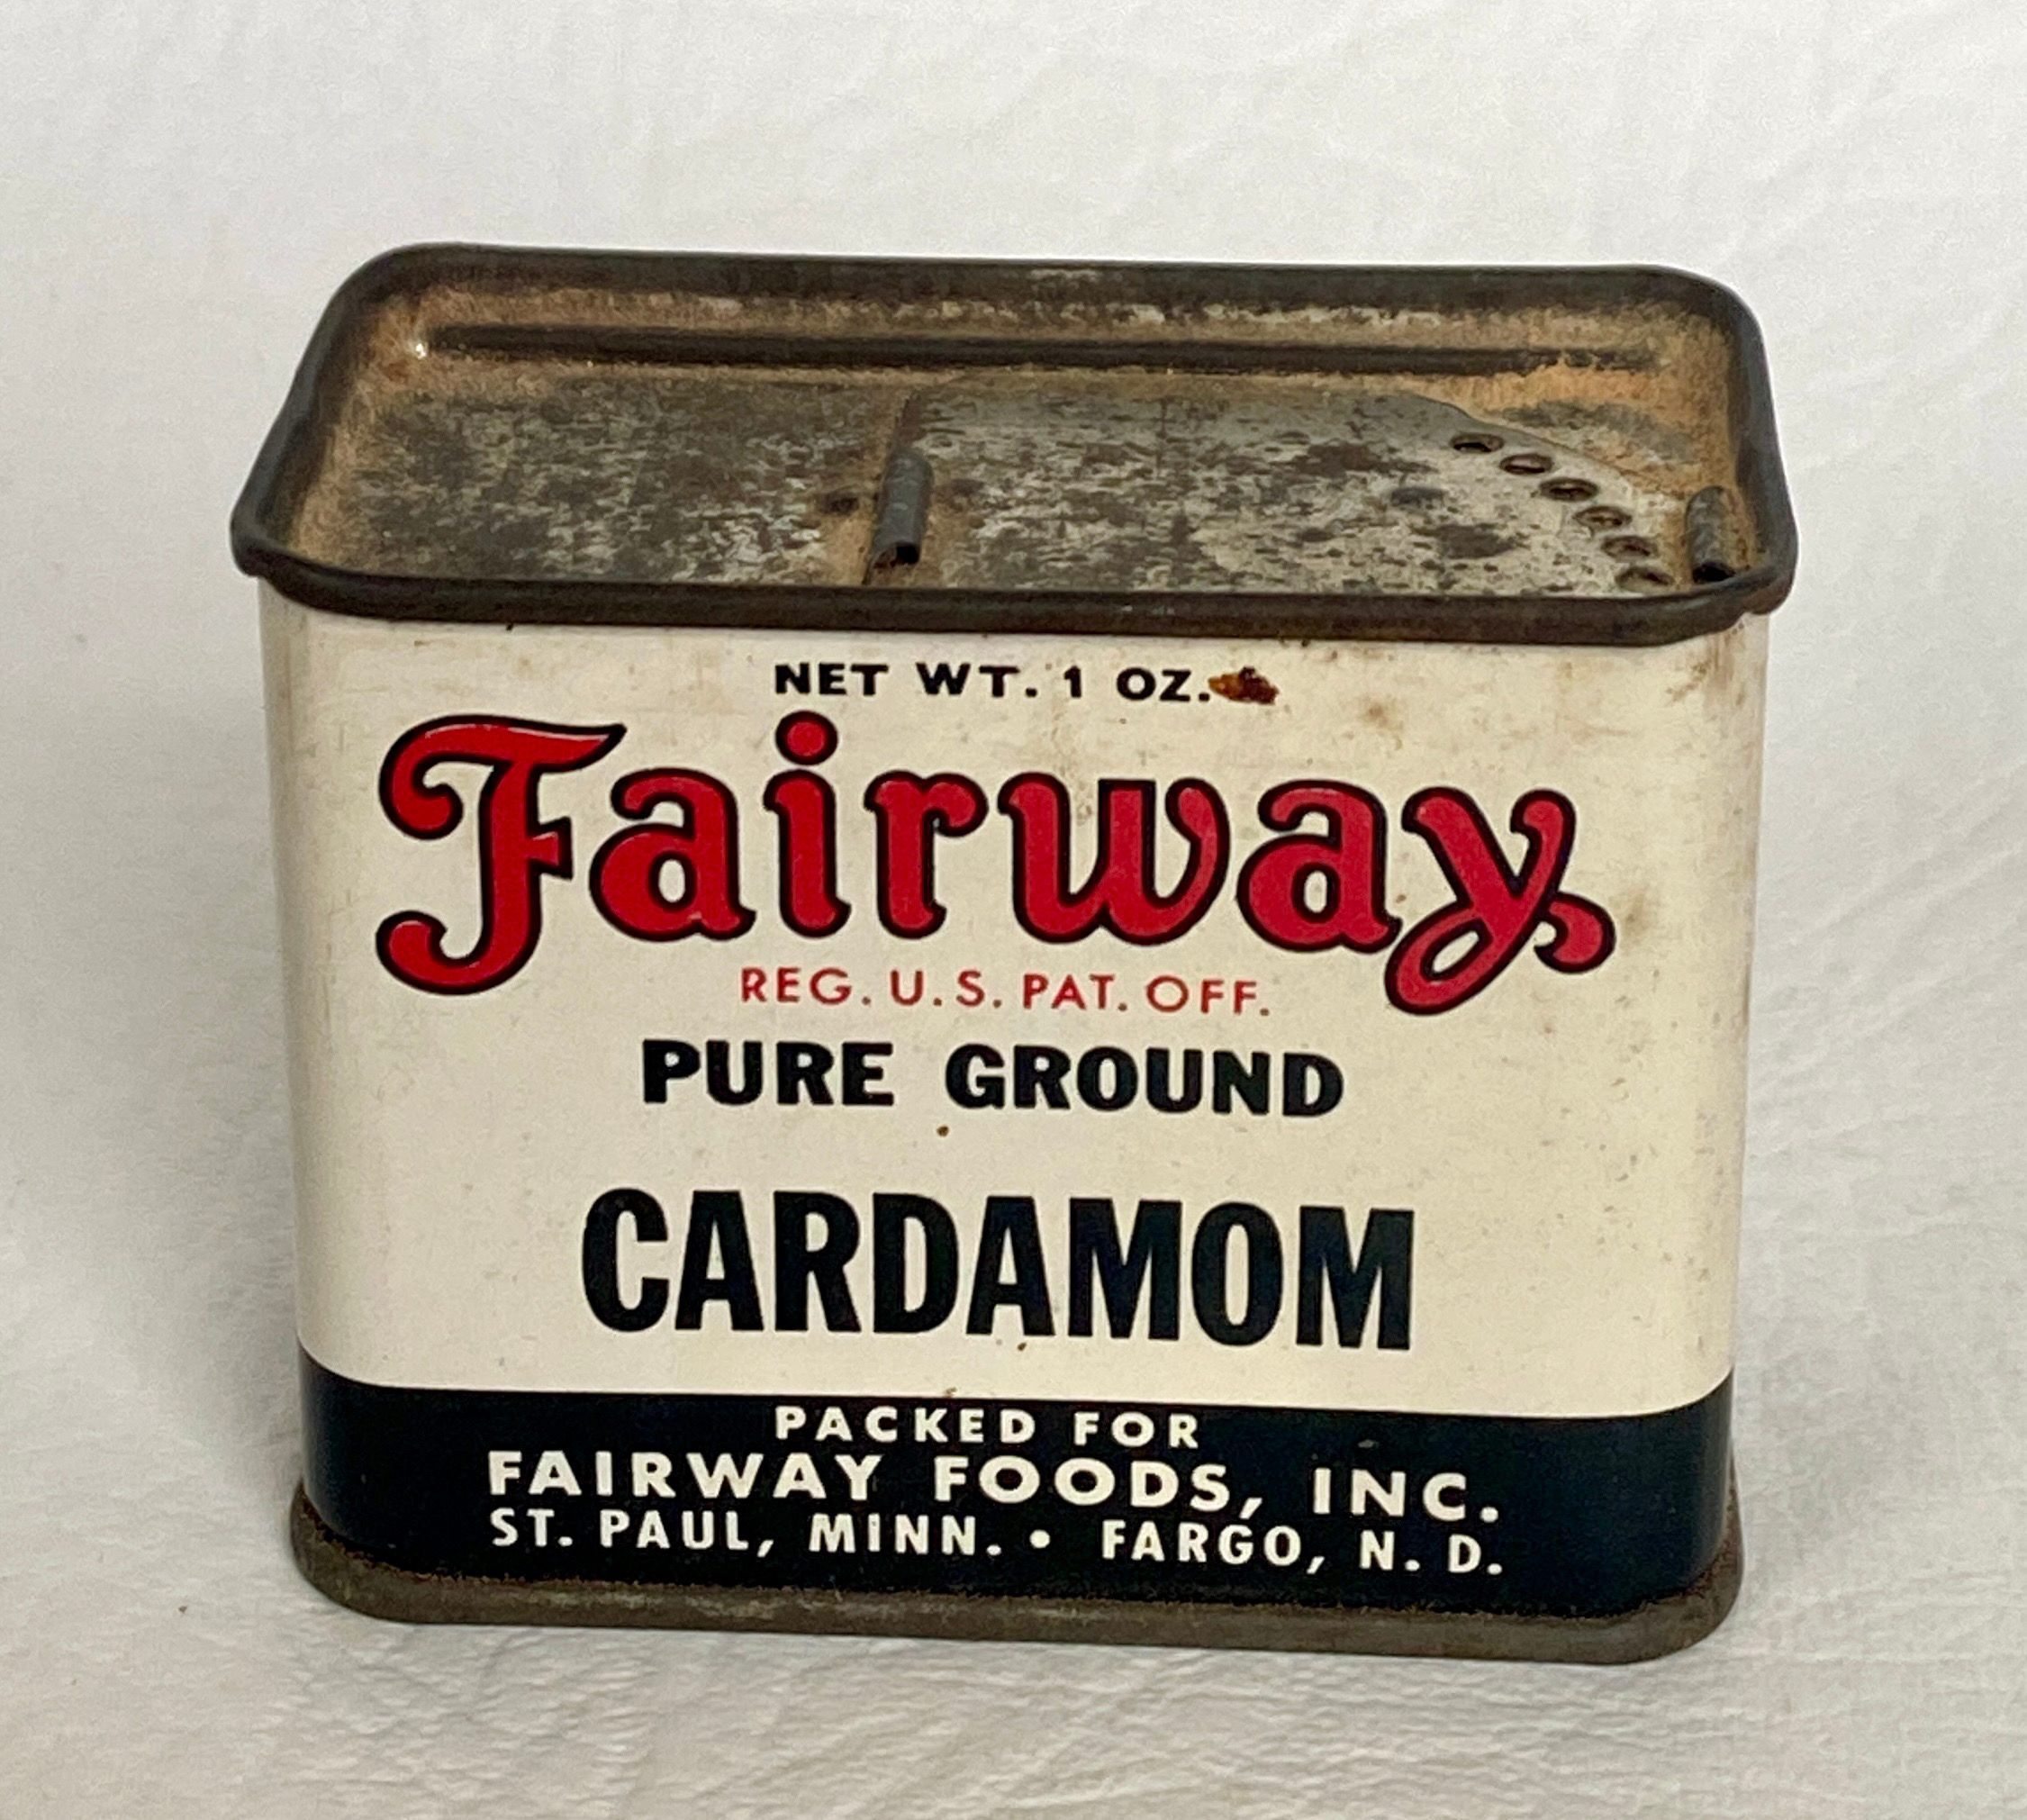 NET WT. 1 OZ.
Fairway
REG. U.S. PAT. OFF.
PURE GROUND
CARDAMOM
PACKED FOR
FAIRWAY FOODS, INC.
ST. PAUL, MINN. • FARGO, N. D.